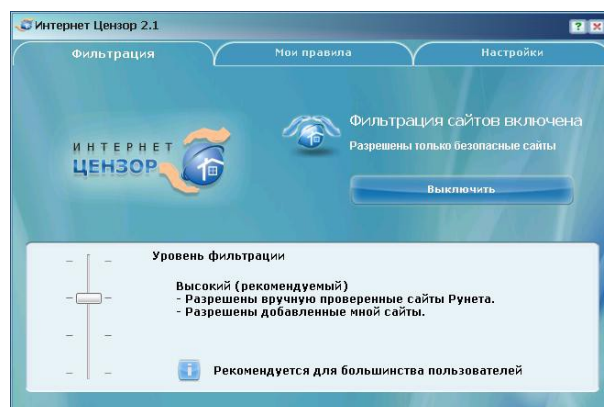 Интернет Цензор 2.1
Фильтрация
Мои правила
Настройки
ИНТЕРНЕТ
ЦЕНЗОР
Фильтрация сайтов включена
Разрешены только безопасные сайты
Выключить
Уровень фильтрации
Высокий (рекомендуемый)
- Разрешены вручную проверенные сайты Рунета.
- Разрешены добавленные мной сайты.
Рекомендуется для большинства пользователей